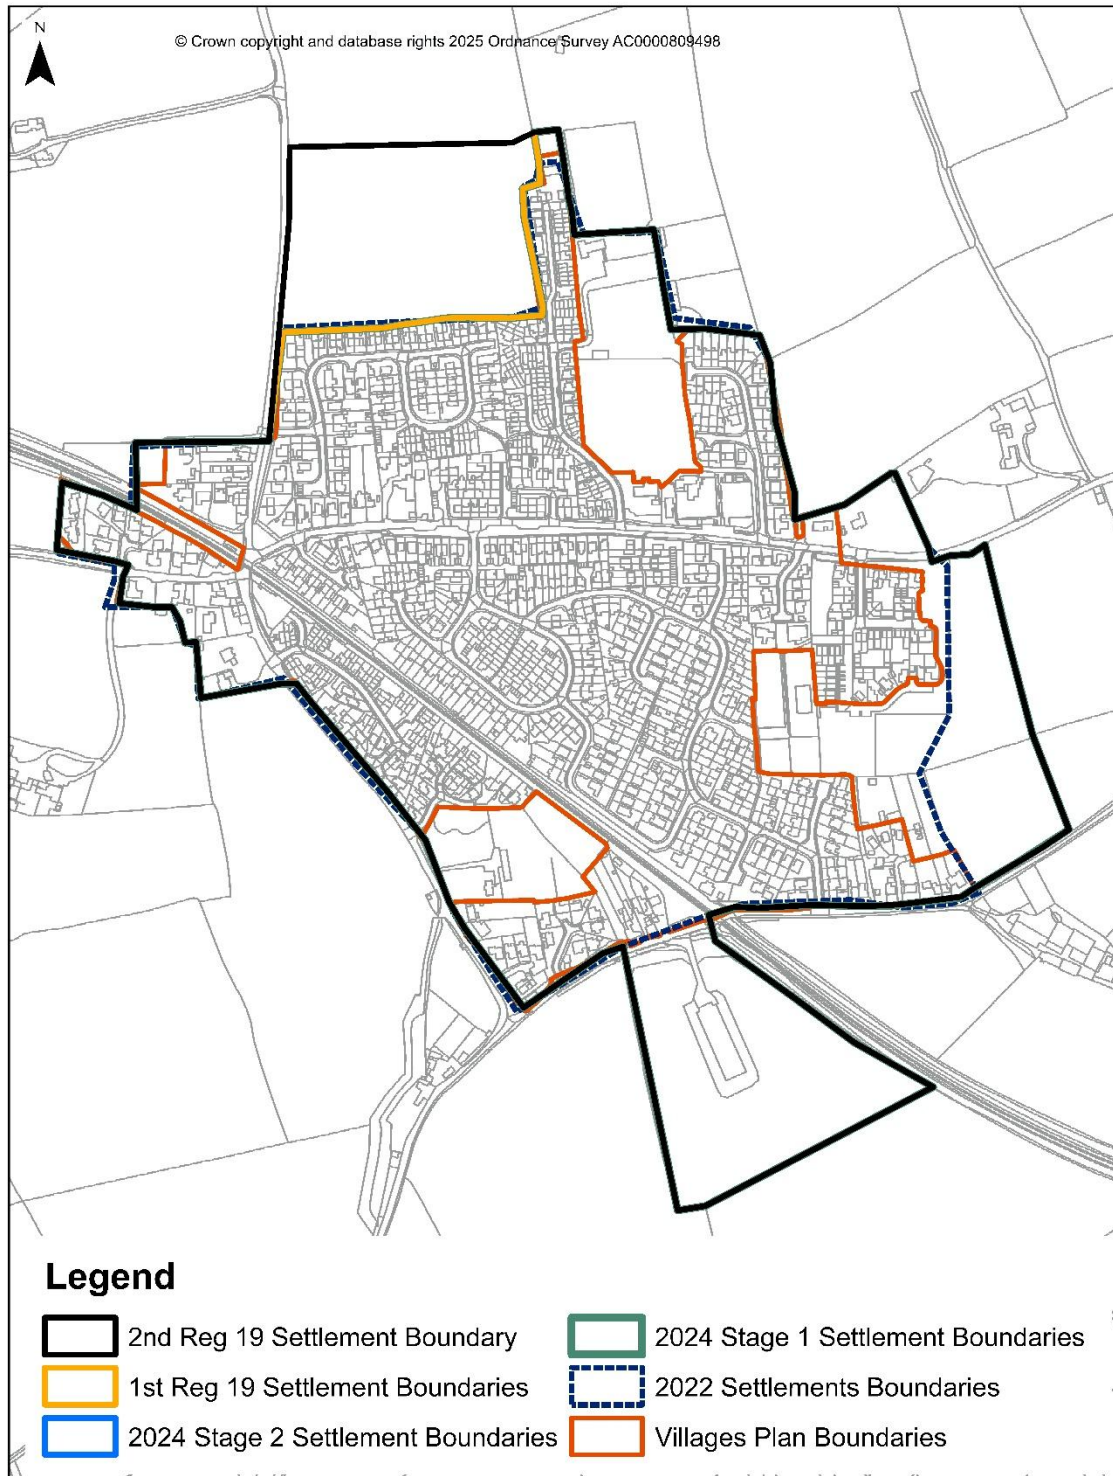 N
© Crown copyright and database rights 2025 Ordnance Survey AC0000809498
Legend
2nd Reg 19 Settlement Boundary
1st Reg 19 Settlement Boundaries
2024 Stage 2 Settlement Boundaries
2024 Stage 1 Settlement Boundaries
2022 Settlements Boundaries
Villages Plan Boundaries